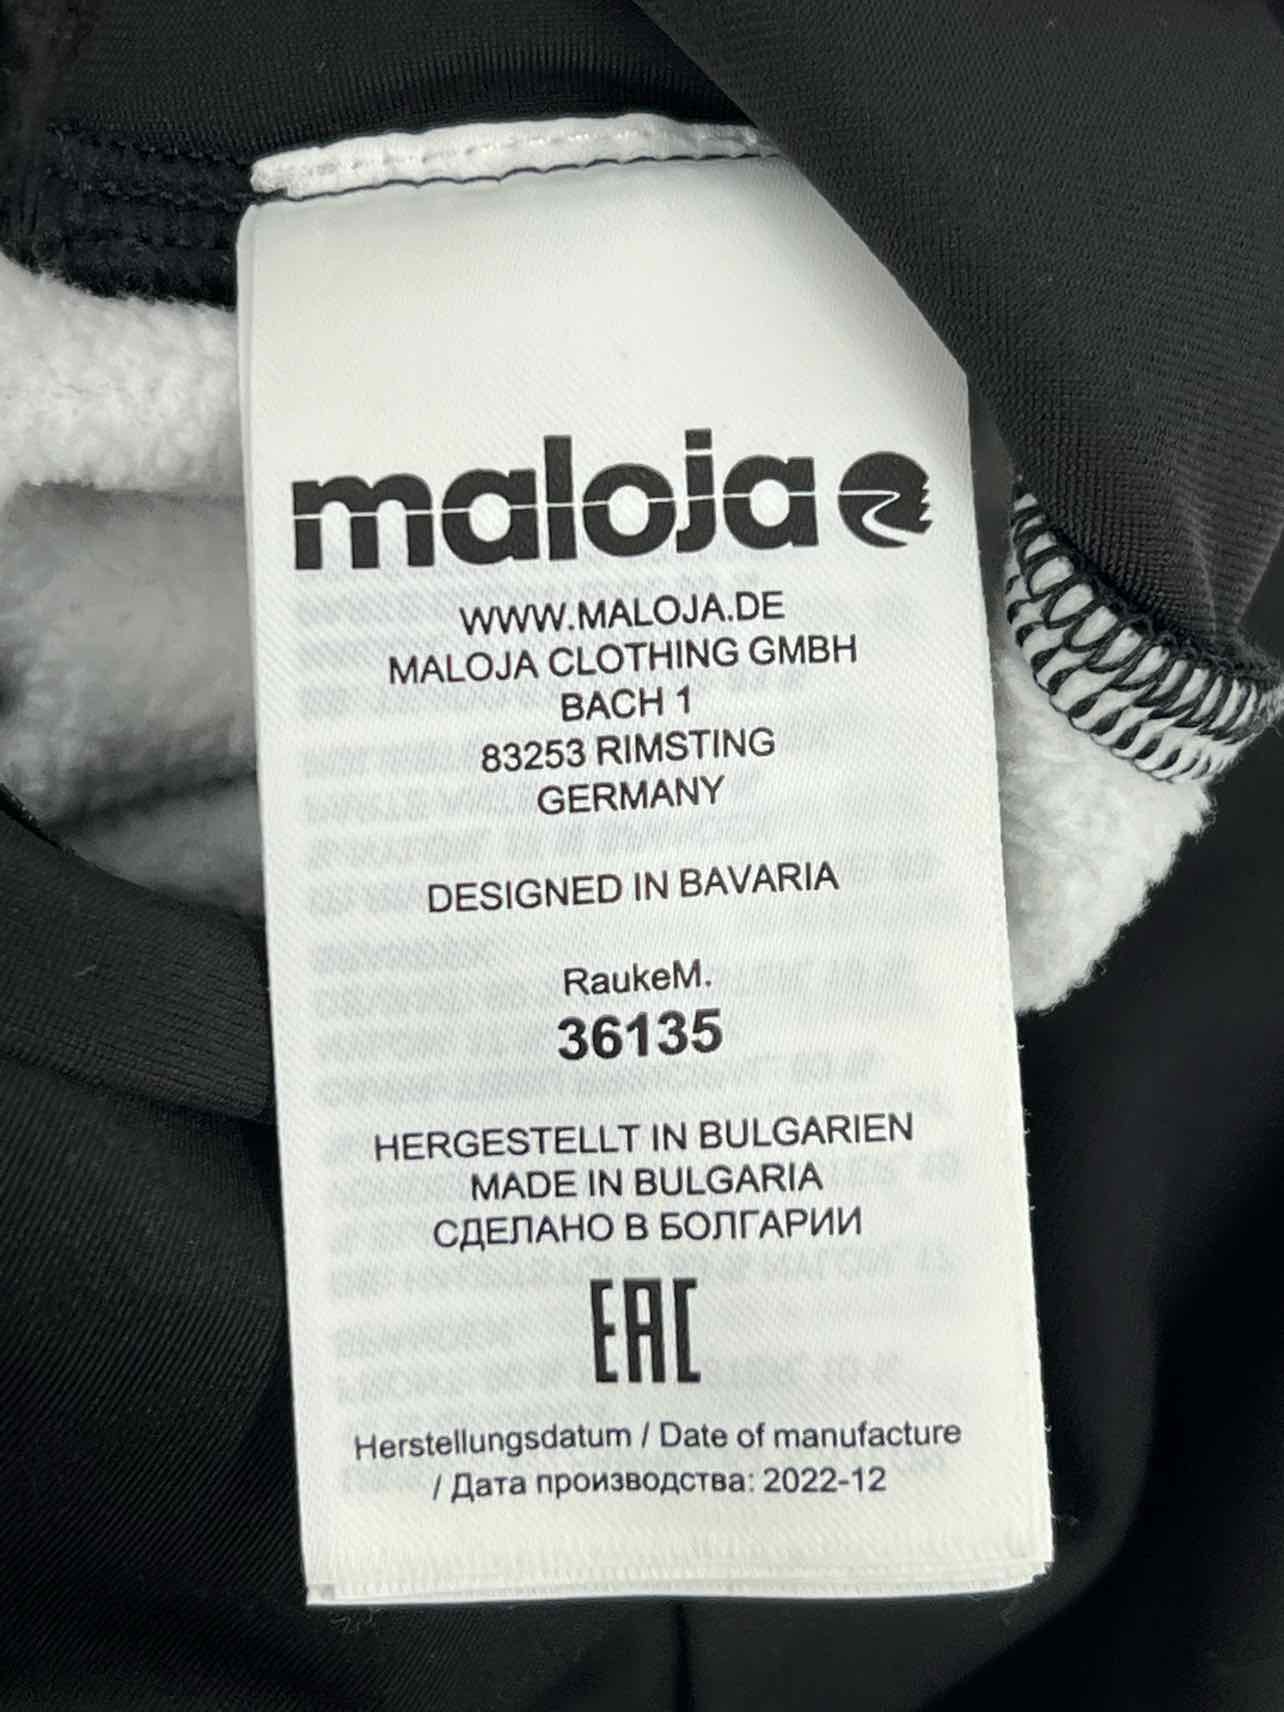 maloja
WWW.MALOJA.DE
MALOJA CLOTHING GMBH
BACH 1
83253 RIMSTING
GERMANY
DESIGNED IN BAVARIA
RaukeM.
36135
HERGESTELLT IN BULGARIEN
MADE IN BULGARIA
СДЕЛАНО В БОЛГАРИИ
EAC
Herstellungsdatum / Date of manufacture
/ Дата производства: 2022-12